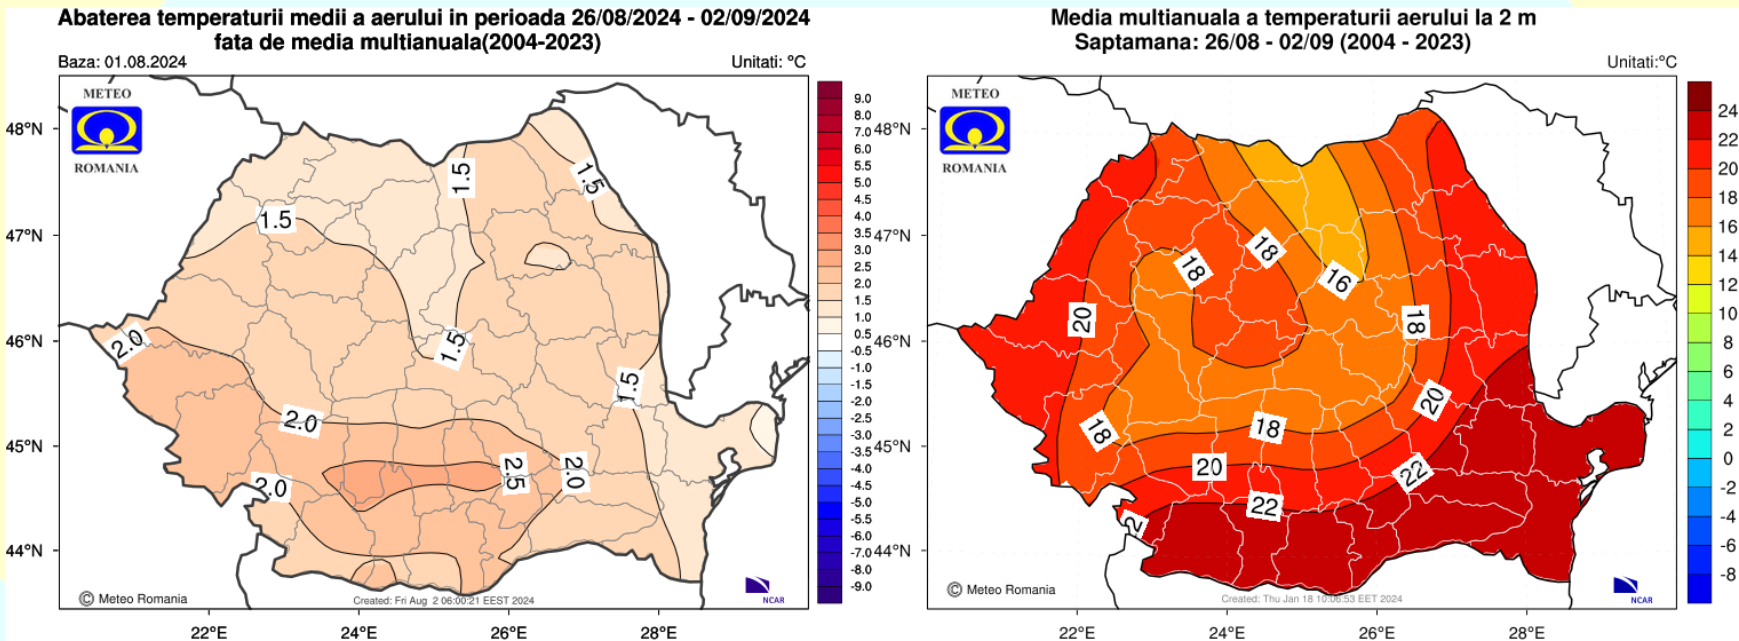 Abaterea temperaturii medii a aerului in perioada 26/08/2024 - 02/09/2024
fata de media multianuala(2004-2023)
Baza: 01.08.2024
Unitati: °C
METEO
ROMANIA
48°N
47°N
46°N
45°N
44°N
22°E
24°E
26°E
28°E
1.5
1.5
1.5
1.5
1.5
2.0
2.0
2.0
2.5
2.0
9.0
8.0
7.0
6.0
5.5
5.0
4.5
4.0
3.5
3.0
2.5
2.0
1.5
1.0
0.5
-0.5
-1.0
-1.5
-2.0
-2.5
-3.0
-3.5
-4.0
-4.5
-5.0
-5.5
-6.0
-7.0
-8.0
-9.0
© Meteo Romania
Created: Fri Aug 2 06:00:21 EEST 2024
NCAR
Media multianuala a temperaturii aerului la 2 m
Saptamana: 26/08 - 02/09 (2004 - 2023)
Unitati:°C
METEO
ROMANIA
48°N
47°N
46°N
45°N
44°N
22°E
24°E
26°E
28°E
18
18
16
20
18
20
18
18
20
22
22
2
24
22
20
18
16
14
12
10
8
6
4
2
0
-2
-4
-6
-8
© Meteo Romania
Created: Thu Jan 18 10:06:53 EET 2024
NCAR